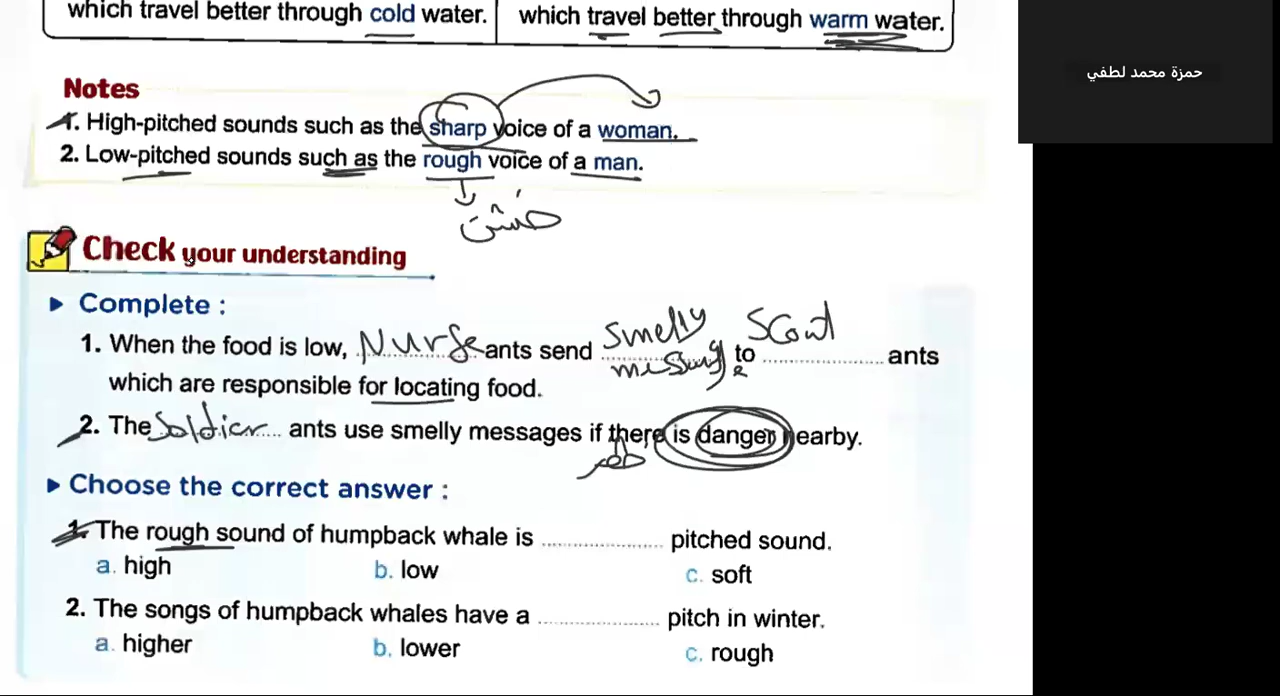 which travel better through cold water.
which travel better through warm water.
حمزة محمد لطفي
Notes
1. High-pitched sounds such as the sharp voice of a woman.
2. Low-pitched sounds such as the rough voice of a man.
خشن
Check your understanding
Complete :
1. When the food is low, Nurse ants send smelly message to Scout ants
which are responsible for locating food.
2. The Soldier ants use smelly messages if there is danger nearby.
خطر
Choose the correct answer :
1. The rough sound of humpback whale is .................... pitched sound.
a. high b. low c. soft
2. The songs of humpback whales have a .................... pitch in winter.
a. higher b. lower c. rough